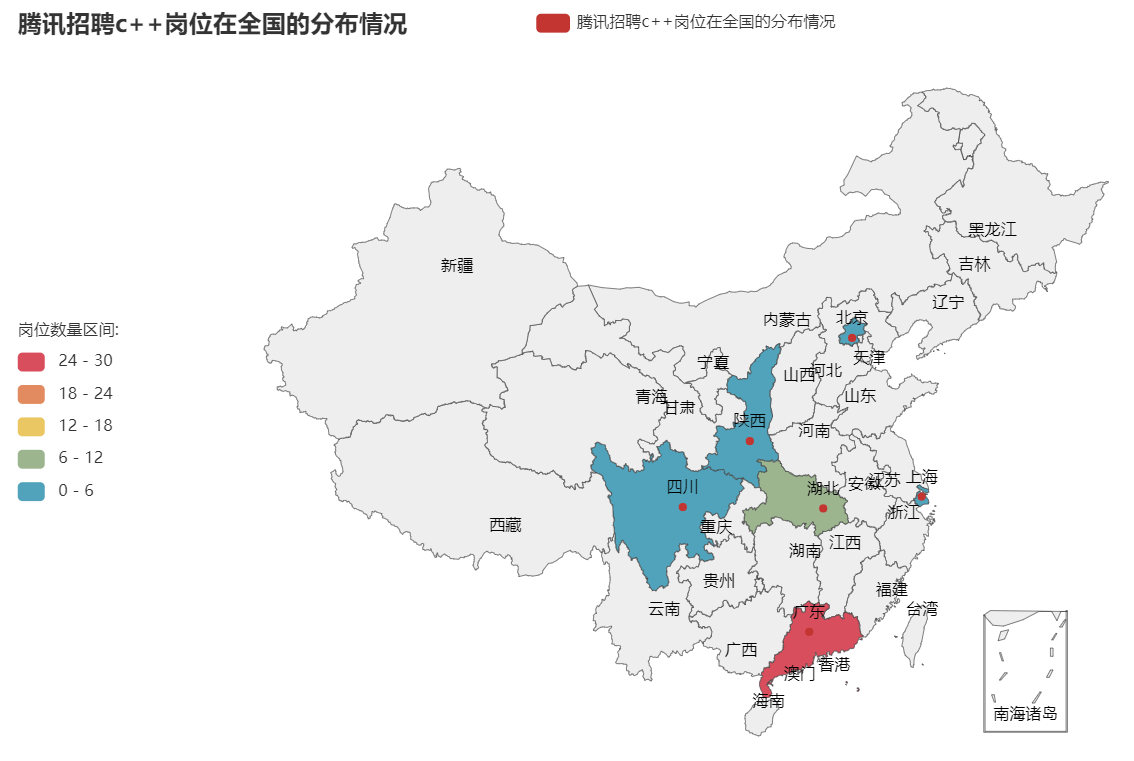 腾讯招聘c++岗位在全国的分布情况
腾讯招聘c++岗位在全国的分布情况
黑龙江
吉林
新疆
辽宁
内蒙古
北京
岗位数量区间:
24 - 30
18 - 24
12 - 18
6 - 12
0 - 6
天津
宁夏
山西
河北
青海
甘肃
山东
陕西
河南
四川
湖北
安徽
江苏
上海
浙江
西藏
重庆
湖南
江西
贵州
福建
云南
广东
台湾
广西
香港
澳门
海南
南海诸岛